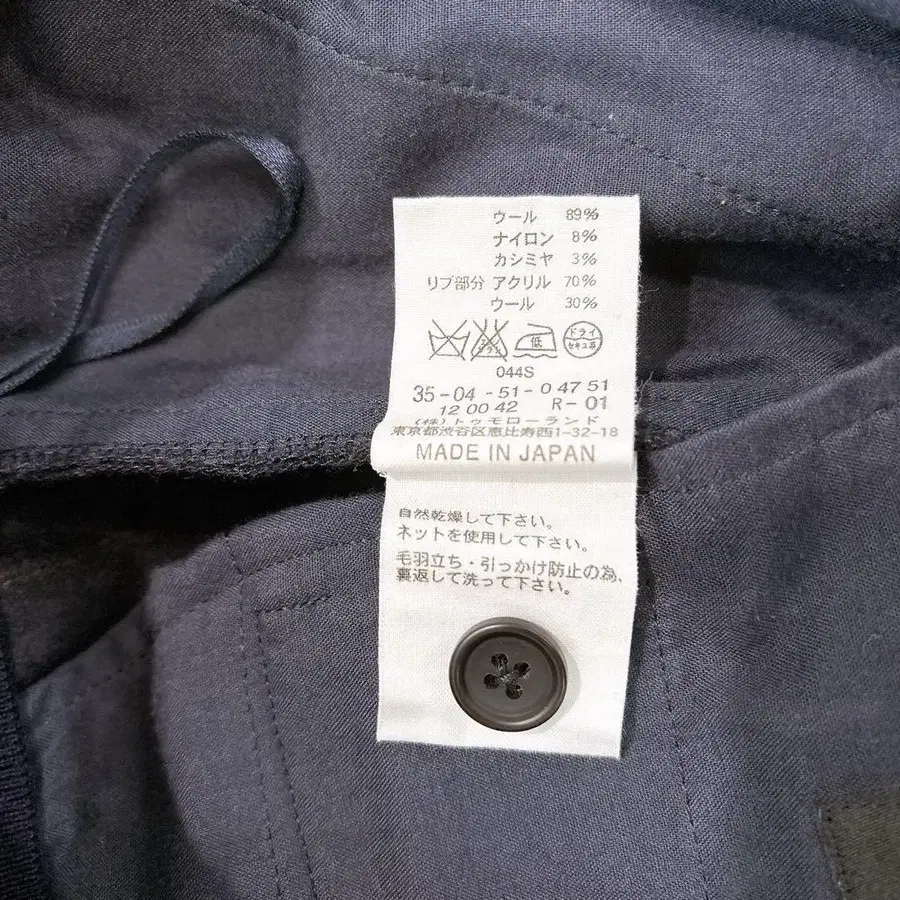 ウール 89%
ナイロン 8%
カシミヤ 3%
リブ部分 アクリル 70%
ウール 30%
低
ドライ
セキユ系
044S
35-04-51-04751
120042 R-01
(株)トゥモローランド
東京都渋谷区恵比寿西1-32-18
MADE IN JAPAN
自然乾燥して下さい。
ネットを使用して下さい。
毛羽立ち・引っかけ防止の為、
裏返して洗って下さい。